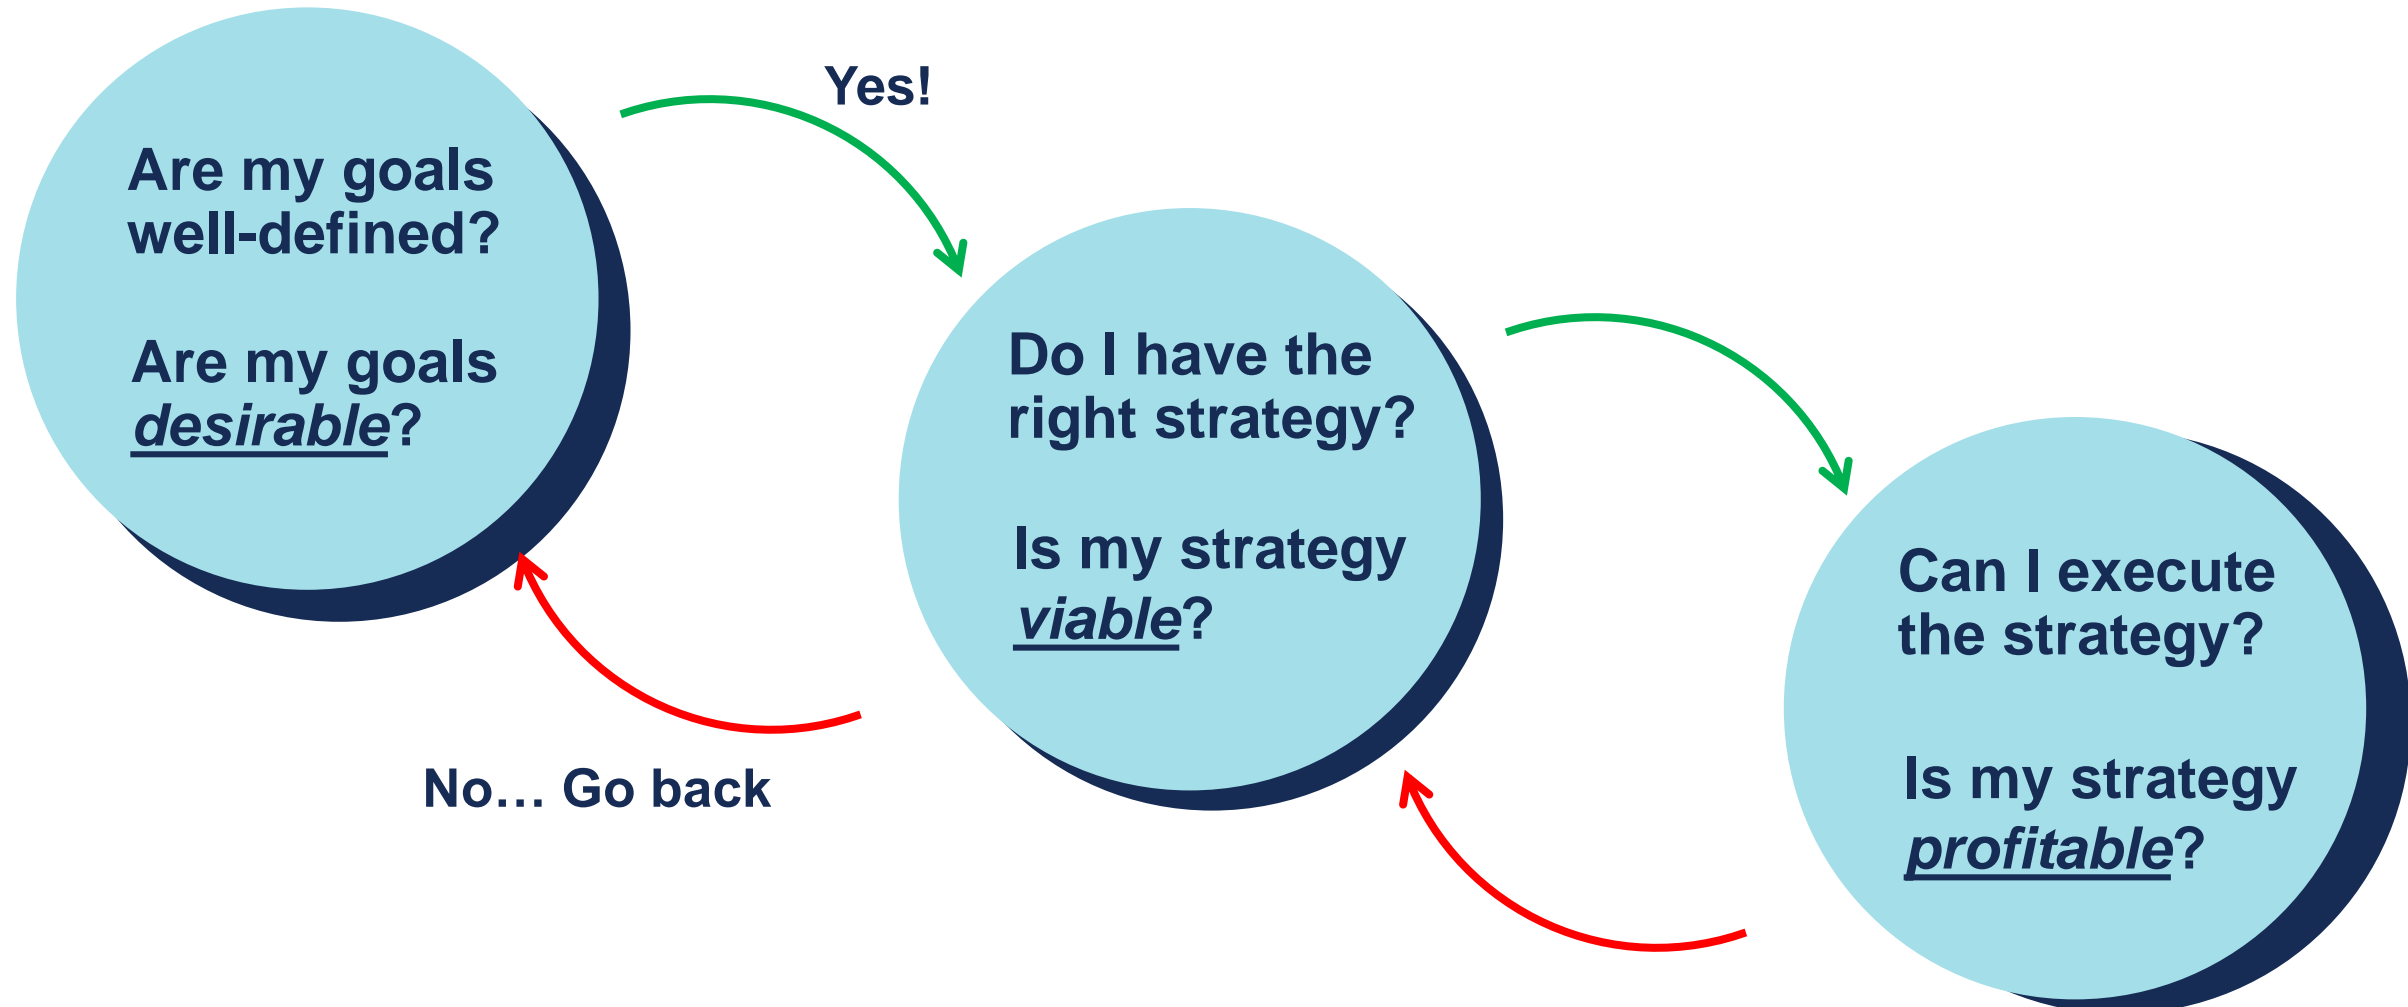 Yes!
Are my goals
well-defined?
Are my goals
desirable?
Do I have the
right strategy?
Is my strategy
viable?
Can I execute
the strategy?
Is my strategy
profitable?
No… Go back